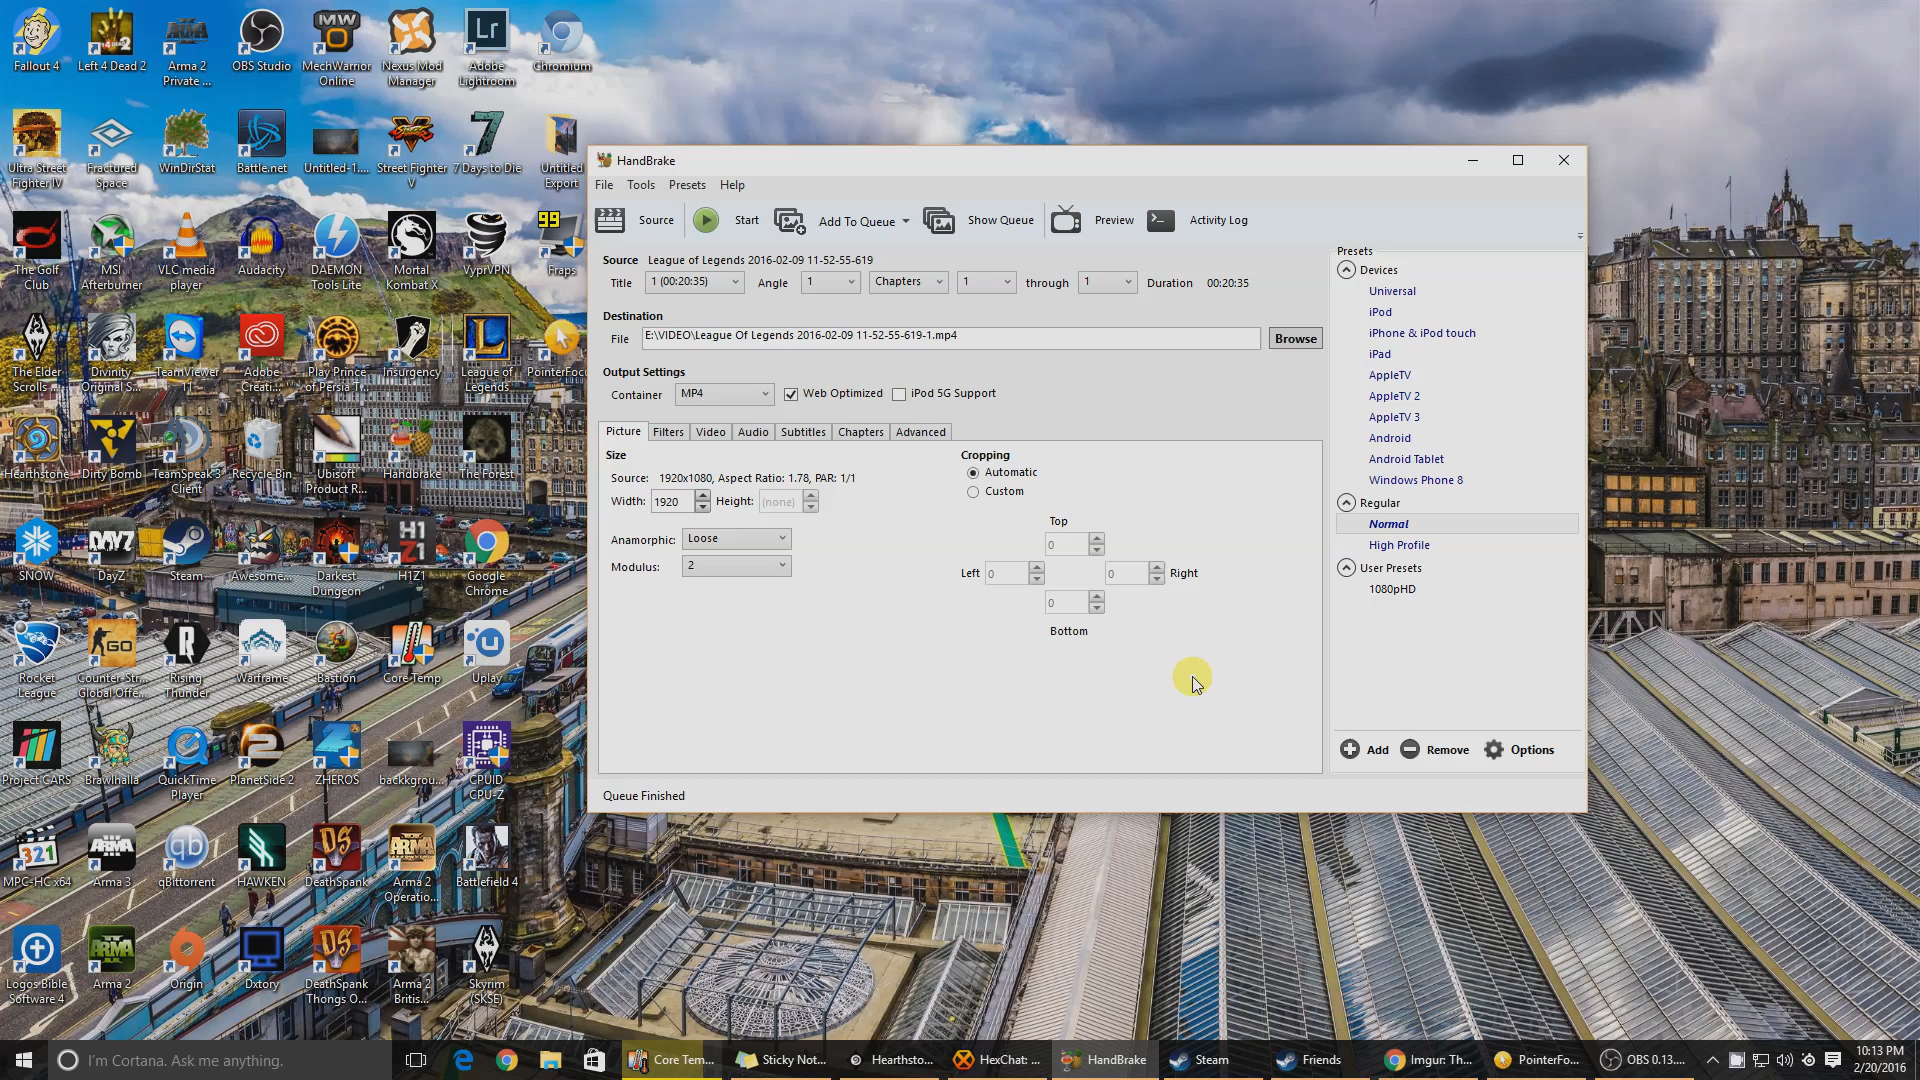 Fallout 4
Left 4 Dead 2
Arma 2
Private ...
OBS Studio
MechWarrior
Online
Nexus Mod
Manager
Adobe
Lightroom
Chromium
Ultra Street
Fighter IV
Fractured
Space
WinDirStat
Battle.net
Untitled-1....
Street Fighter
V
7 Days to Die
Untitled
Export
The Golf
Club
MSI
Afterburner
VLC media
player
Audacity
DAEMON
Tools Lite
Mortal
Kombat X
VyprVPN
99
Fraps
The Elder
Scrolls ...
Divinity
Original S...
TeamViewer
11
Adobe
Creati...
Play Prince
of Persia T...
Insurgency
League of
Legends
PointerFocu
Hearthstone
Dirty Bomb
TeamSpeak 3
Client
Recycle Bin
Ubisoft
Product R...
Handbrake
The Forest
SNOW
DayZ
Steam
Awesome...
Darkest
Dungeon
H1Z1
Google
Chrome
Rocket
League
Counter-Str...
Global Offe...
Rising
Thunder
Warframe
Bastion
Core Temp
Uplay
Project CARS
Brawlhalla
QuickTime
Player
PlanetSide 2
ZHEROS
backkgrou...
CPUID
CPU-Z
MPC-HC x64
Arma 3
qBittorrent
HAWKEN
DeathSpank
Arma 2
Operatio...
Battlefield 4
Logos Bible
Software 4
Arma 2
Origin
Dxtory
DeathSpank
Thongs O...
Arma 2
Britis...
Skyrim
(SKSE)
HandBrake
File Tools Presets Help
Source Start Add To Queue Show Queue Preview Activity Log
Source League of Legends 2016-02-09 11-52-55-619
Title 1 (00:20:35) Angle 1 Chapters 1 through 1 Duration 00:20:35
Destination
File E:\VIDEO\League Of Legends 2016-02-09 11-52-55-619-1.mp4 Browse
Output Settings
Container MP4 Web Optimized iPod 5G Support
Picture Filters Video Audio Subtitles Chapters Advanced
Size
Source: 1920x1080, Aspect Ratio: 1.78, PAR: 1/1
Width: 1920 Height: (none)
Anamorphic: Loose
Modulus: 2
Cropping
Automatic
Custom
Top
0
Left 0 0 Right
0
Bottom
Presets
Devices
Universal
iPod
iPhone & iPod touch
iPad
AppleTV
AppleTV 2
AppleTV 3
Android
Android Tablet
Windows Phone 8
Regular
Normal
High Profile
User Presets
1080pHD
Add Remove Options
Queue Finished
I'm Cortana. Ask me anything.
Core Tem...
Sticky Not...
Hearthsto...
HexChat: ...
HandBrake
Steam
Friends
Imgur: Th...
PointerFo...
OBS 0.13....
10:13 PM
2/20/2016